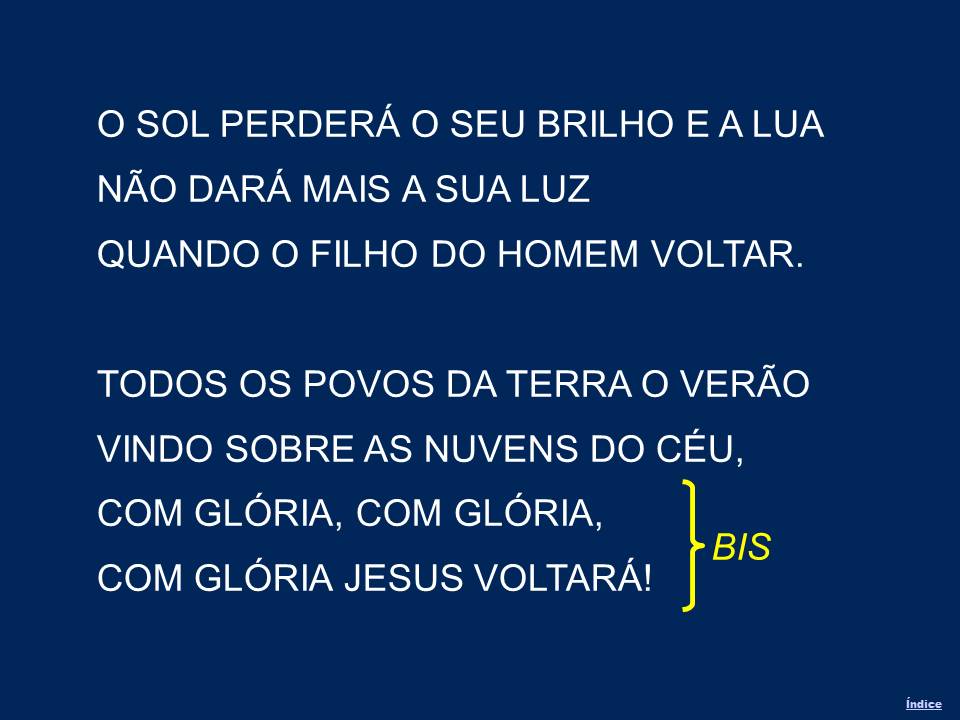 O SOL PERDERÁ O SEU BRILHO E A LUA
NÃO DARÁ MAIS A SUA LUZ
QUANDO O FILHO DO HOMEM VOLTAR.
TODOS OS POVOS DA TERRA O VERÃO
VINDO SOBRE AS NUVENS DO CÉU,
COM GLÓRIA, COM GLÓRIA,
COM GLÓRIA JESUS VOLTARÁ!
BIS
Índice